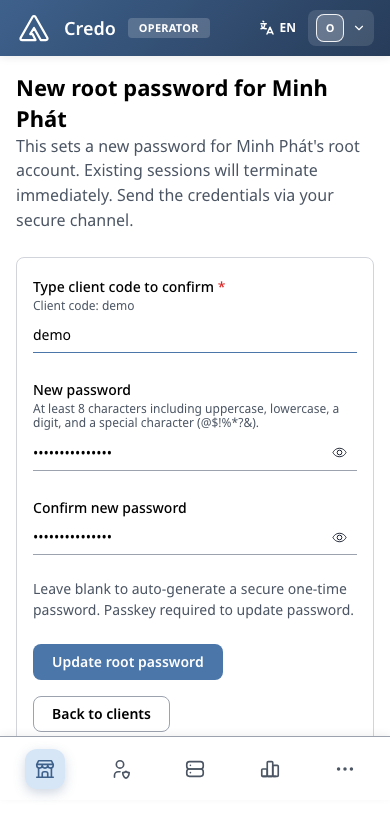 Credo OPERATOR EN O
New root password for Minh
Phát
This sets a new password for Minh Phát's root
account. Existing sessions will terminate
immediately. Send the credentials via your
secure channel.
Type client code to confirm *
Client code: demo
demo
New password
At least 8 characters including uppercase, lowercase, a
digit, and a special character (@$!%*?&).
•••••••••••••••
Confirm new password
•••••••••••••••
Leave blank to auto-generate a secure one-time
password. Passkey required to update password.
Update root password
Back to clients